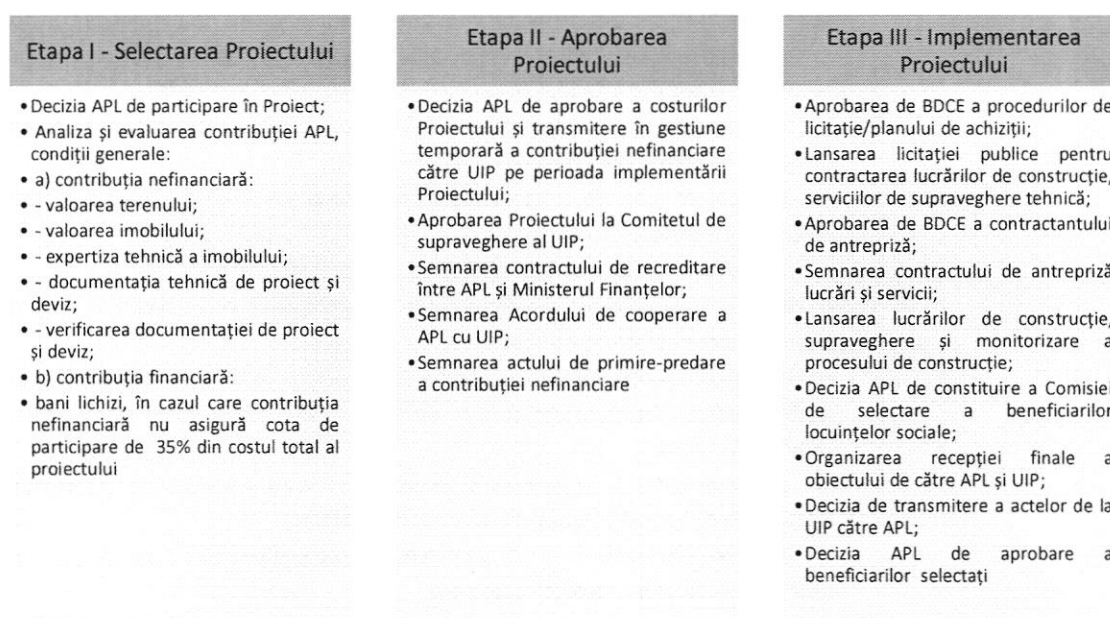 Etapa I - Selectarea Proiectului
• Decizia APL de participare în Proiect;
• Analiza și evaluarea contribuției APL,
condiții generale:
• a) contribuția nefinanciară:
• - valoarea terenului;
• - valoarea imobilului;
• - expertiza tehnică a imobilului;
• - documentația tehnică de proiect și
deviz;
• - verificarea documentației de proiect
și deviz;
• b) contribuția financiară:
• bani lichizi, în cazul care contribuția
nefinanciară nu asigură cota de
participare de 35% din costul total al
proiectului
Etapa II - Aprobarea
Proiectului
• Decizia APL de aprobare a costurilor
Proiectului și transmitere în gestiune
temporară a contribuției nefinanciare
către UIP pe perioada implementării
Proiectului;
• Aprobarea Proiectului la Comitetul de
supraveghere al UIP;
• Semnarea contractului de recreditare
între APL și Ministerul Finanțelor;
• Semnarea Acordului de cooperare a
APL cu UIP;
• Semnarea actului de primire-predare
a contribuției nefinanciare
Etapa III - Implementarea
Proiectului
• Aprobarea de BDCE a procedurilor de
licitație/planului de achiziții;
• Lansarea licitației publice pentru
contractarea lucrărilor de construcție,
serviciilor de supraveghere tehnică;
• Aprobarea de BDCE a contractantului
de antrepriză;
• Semnarea contractului de antrepriză
lucrări și servicii;
• Lansarea lucrărilor de construcție,
supraveghere și monitorizare a
procesului de construcție;
• Decizia APL de constituire a Comisiei
de selectare a beneficiarilor
locuințelor sociale;
• Organizarea recepției finale a
obiectului de către APL și UIP;
• Decizia de transmitere a actelor de la
UIP către APL;
• Decizia APL de aprobare a
beneficiarilor selectați